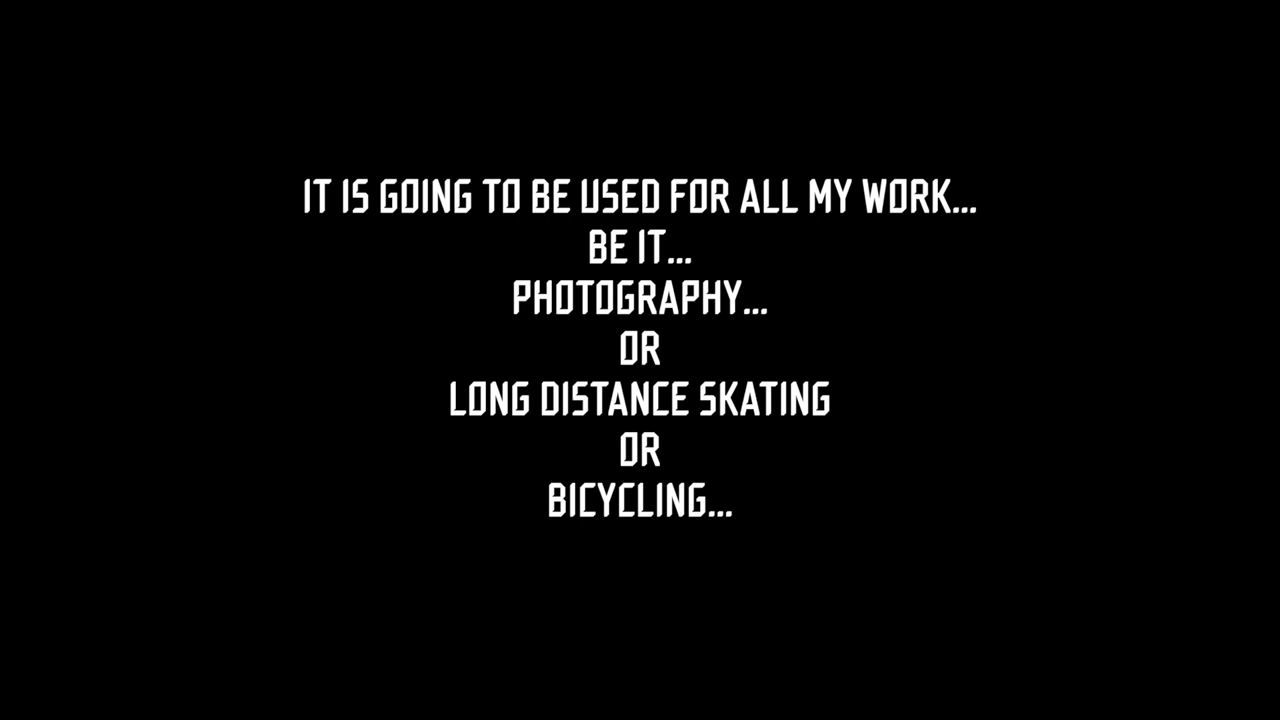 IT IS GOING TO BE USED FOR ALL MY WORK...
BE IT...
PHOTOGRAPHY...
OR
LONG DISTANCE SKATING
OR
BICYCLING...